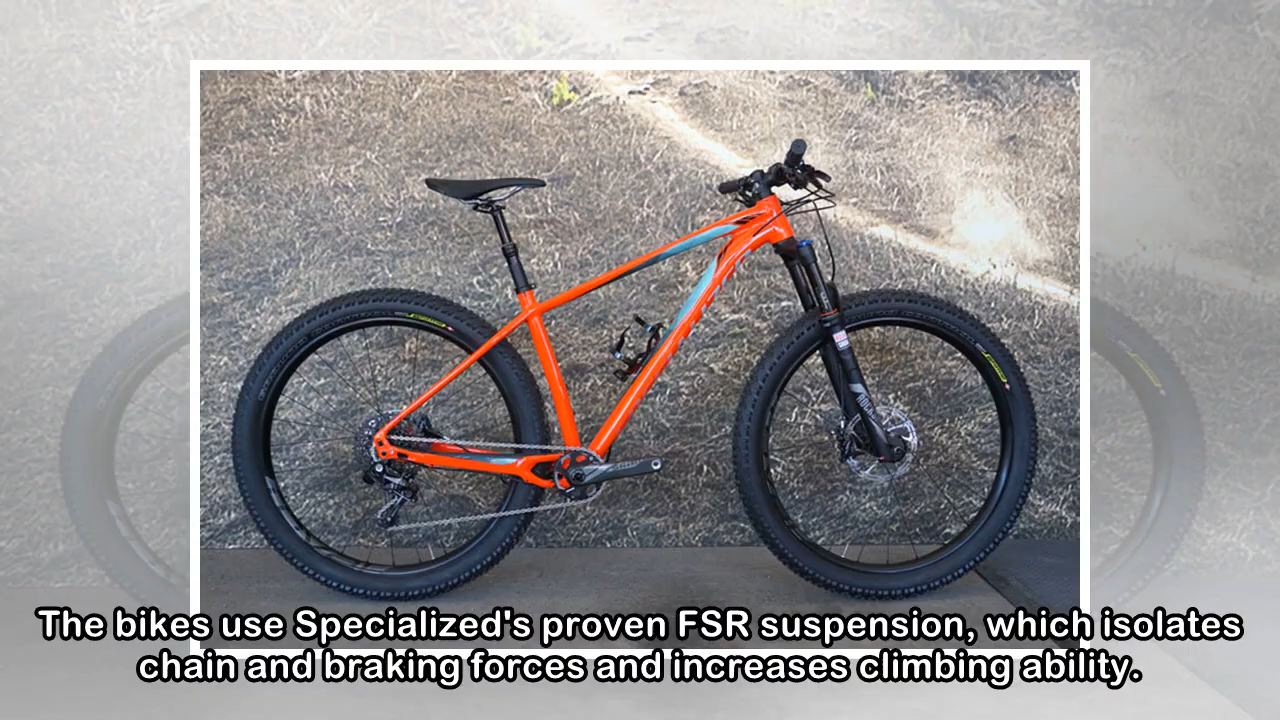 The bikes use Specialized's proven FSR suspension, which isolates
chain and braking forces and increases climbing ability.